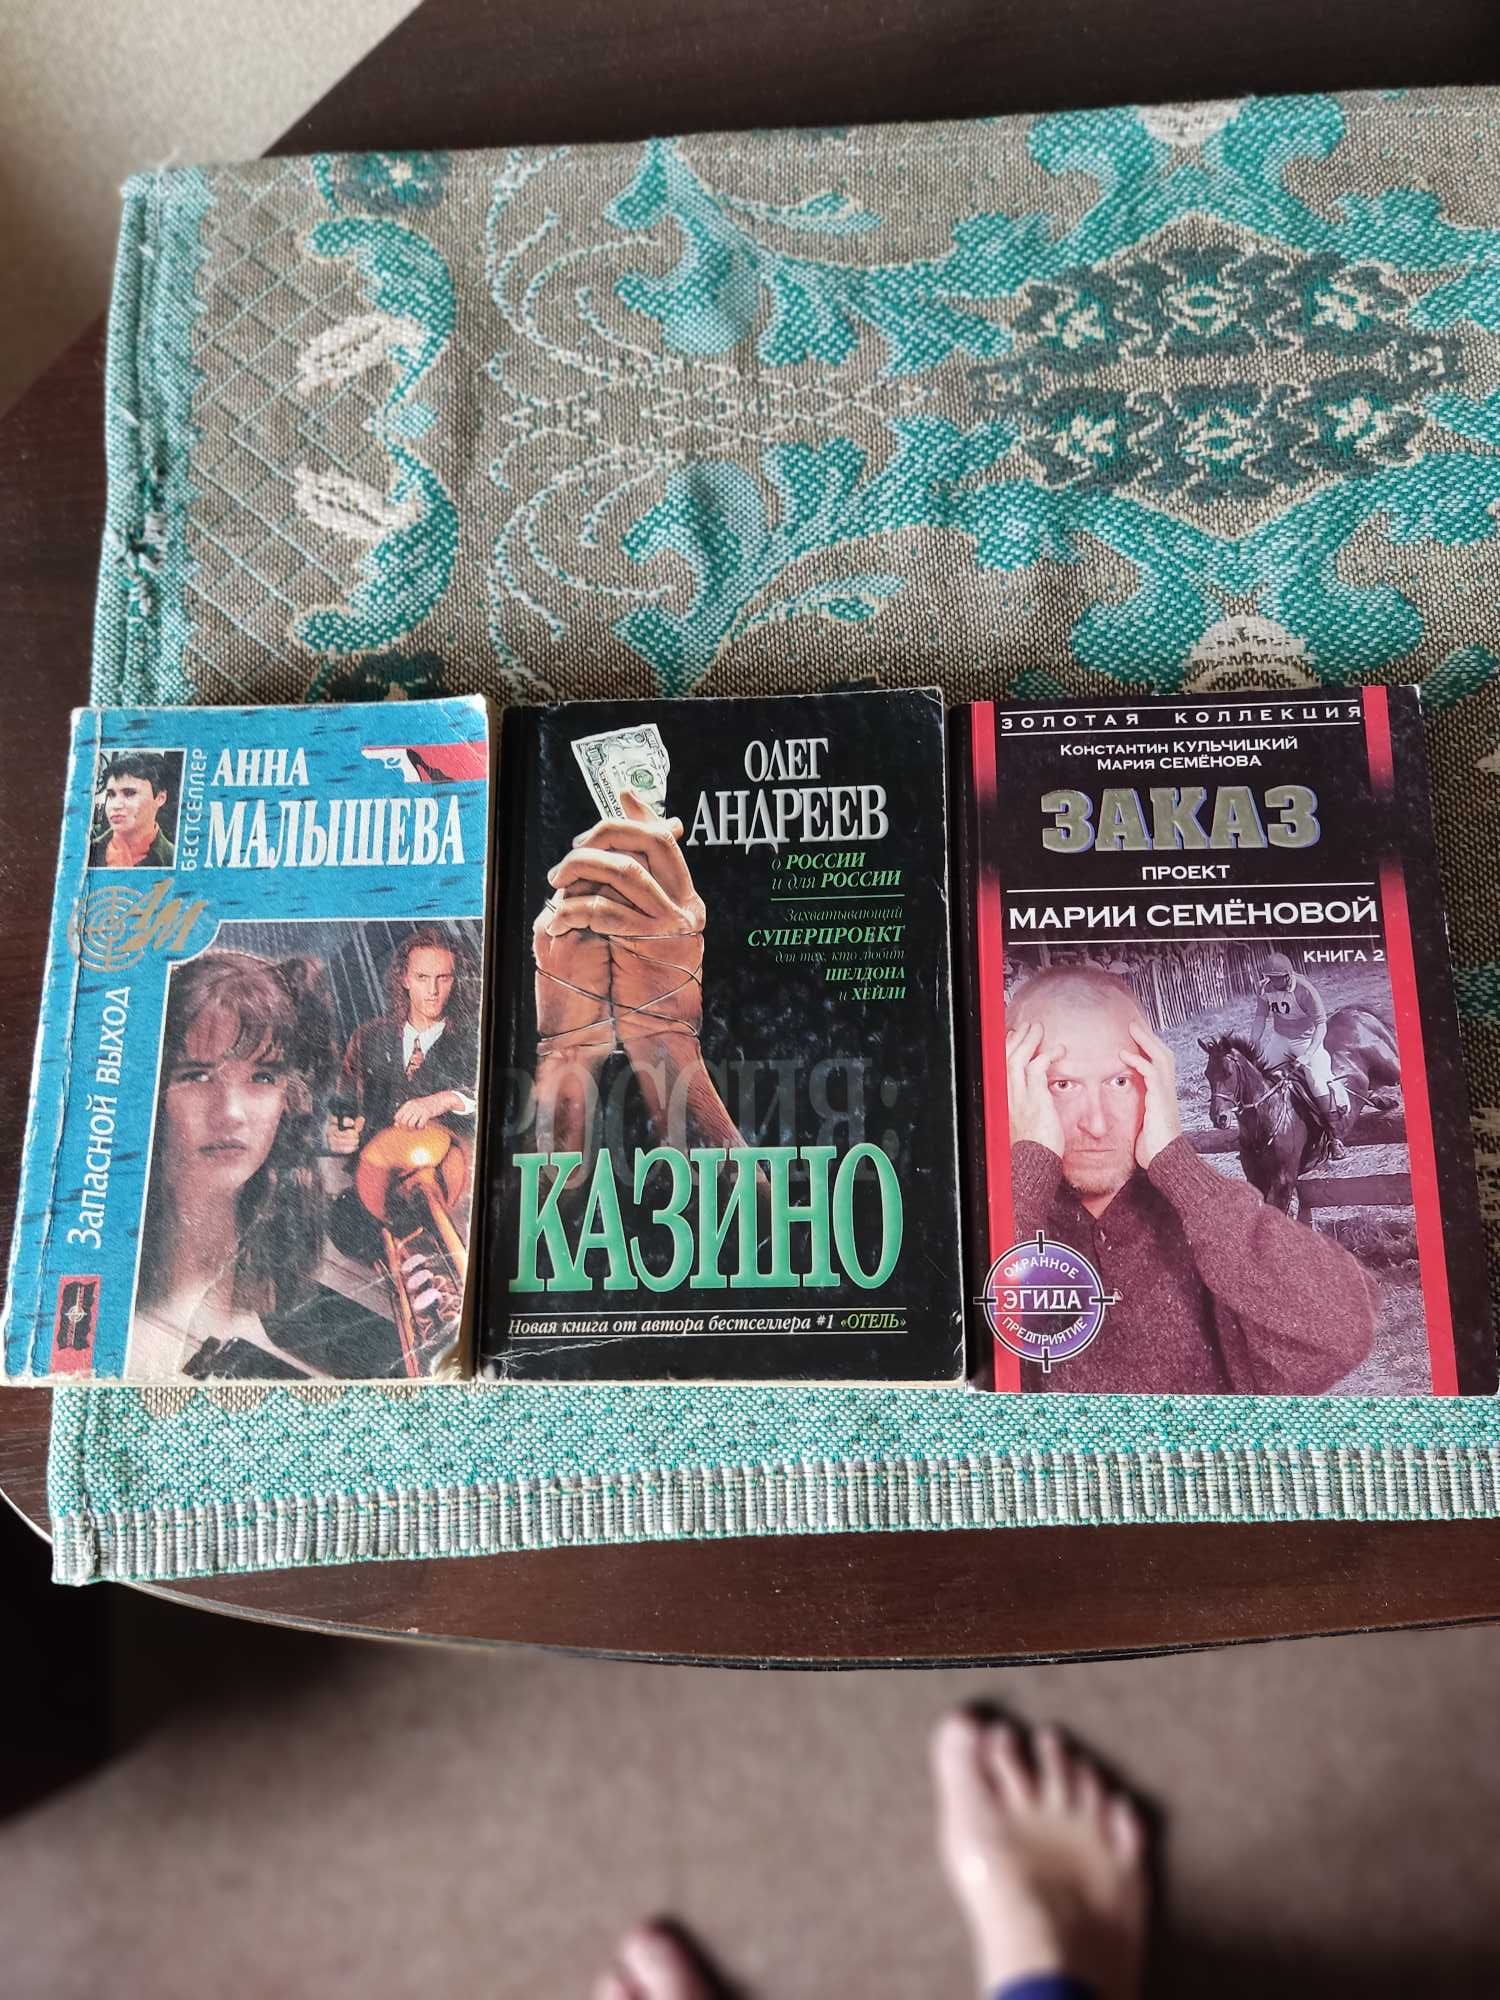 БЕСТСЕЛЛЕР
АННА
МАЛЫШЕВА
АМ
Запасной выход
ОЛЕГ
АНДРЕЕВ
о РОССИИ
и для РОССИИ
Захватывающий
СУПЕРПРОЕКТ
для тех, кто любит
ШЕЛДОНА
и ХЕЙЛИ
РОССИЯ:
КАЗИНО
Новая книга от автора бестселлера #1 «ОТЕЛЬ»
ЗОЛОТАЯ КОЛЛЕКЦИЯ
Константин КУЛЬЧИЦКИЙ
Мария СЕМЁНОВА
ЗАКАЗ
ПРОЕКТ
МАРИИ СЕМЁНОВОЙ
КНИГА 2
ОХРАННОЕ
ЭГИДА
ПРЕДПРИЯТИЕ